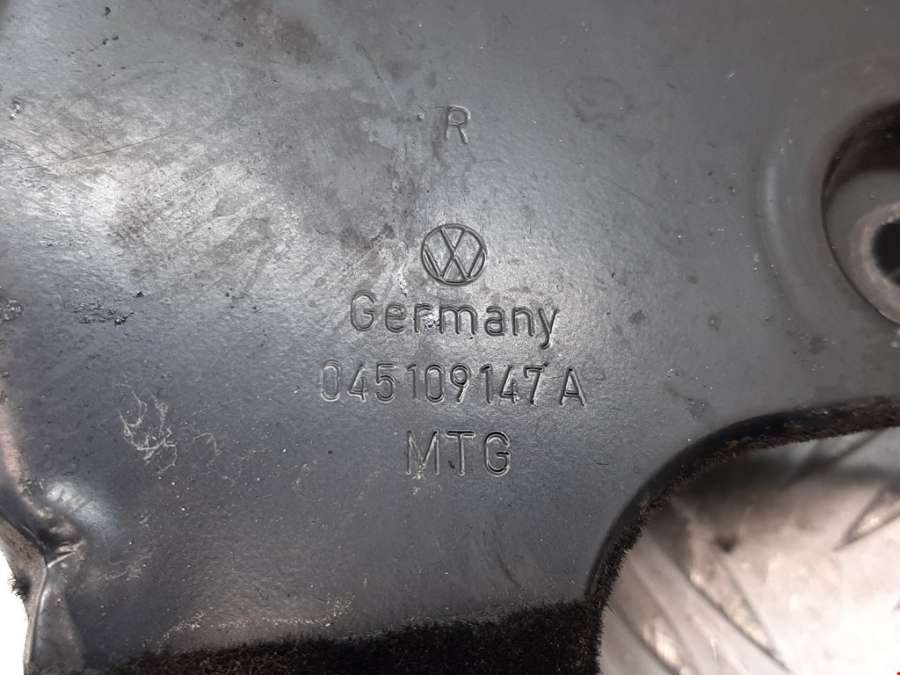 R
Germany
045109147 A
MTG